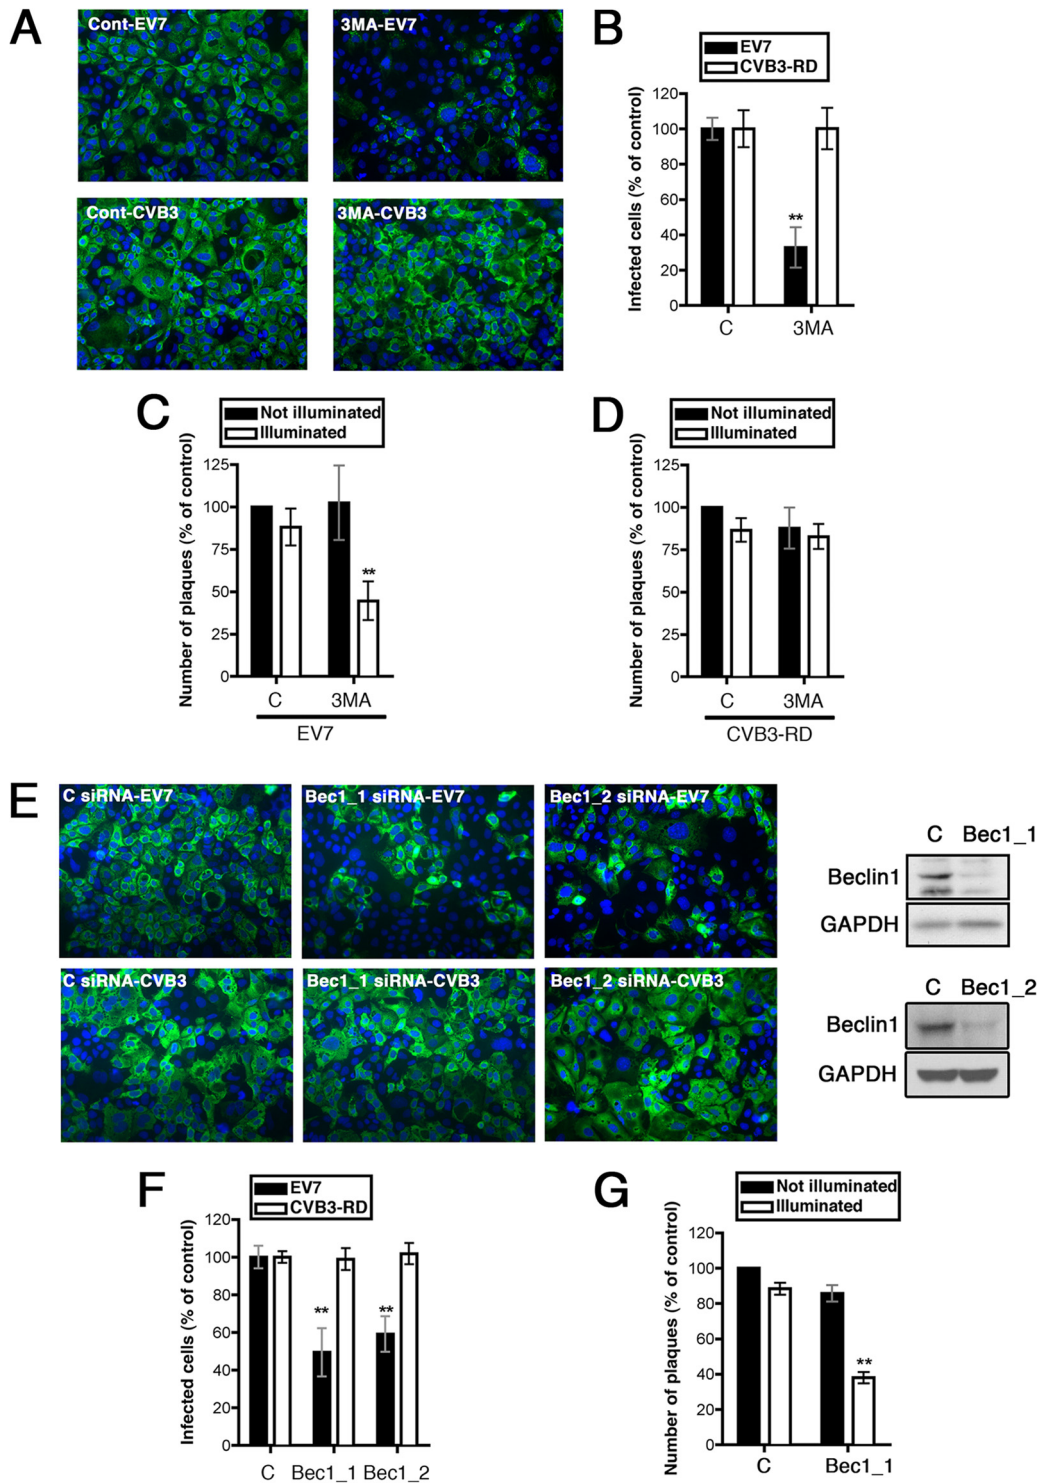 A
Cont-EV7
3MA-EV7
Cont-CVB3
3MA-CVB3
B
EV7
CVB3-RD
Infected cells (% of control)
120
100
80
60
40
20
0
**
C
3MA
C
Not illuminated
Illuminated
Number of plaques (% of control)
125
100
75
50
25
0
**
C
3MA
EV7
D
Not illuminated
Illuminated
Number of plaques (% of control)
125
100
75
50
25
0
C
3MA
CVB3-RD
E
C siRNA-EV7
Bec1_1 siRNA-EV7
Bec1_2 siRNA-EV7
C siRNA-CVB3
Bec1_1 siRNA-CVB3
Bec1_2 siRNA-CVB3
C Bec1_1
Beclin1
GAPDH
C Bec1_2
Beclin1
GAPDH
F
EV7
CVB3-RD
Infected cells (% of control)
120
100
80
60
40
20
0
**
**
C Bec1_1 Bec1_2
G
Not illuminated
Illuminated
Number of plaques (% of control)
120
100
80
60
40
20
0
**
C
Bec1_1